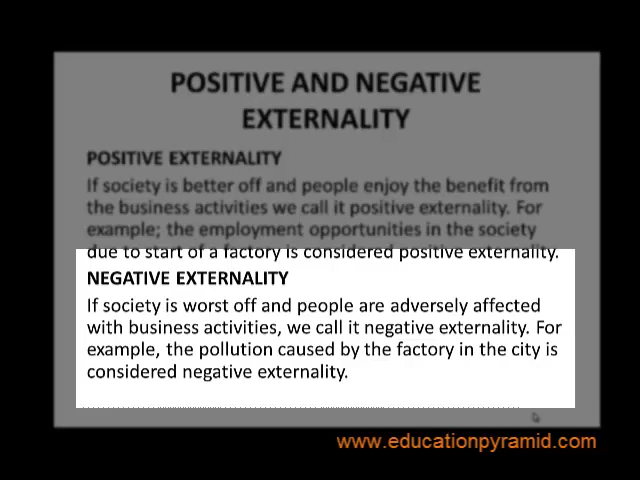 POSITIVE AND NEGATIVE
EXTERNALITY
POSITIVE EXTERNALITY
If society is better off and people enjoy the benefit from
the business activities we call it positive externality. For
example; the employment opportunities in the society
due to start of a factory is considered positive externality.
NEGATIVE EXTERNALITY
If society is worst off and people are adversely affected
with business activities, we call it negative externality. For
example, the pollution caused by the factory in the city is
considered negative externality.
www.educationpyramid.com